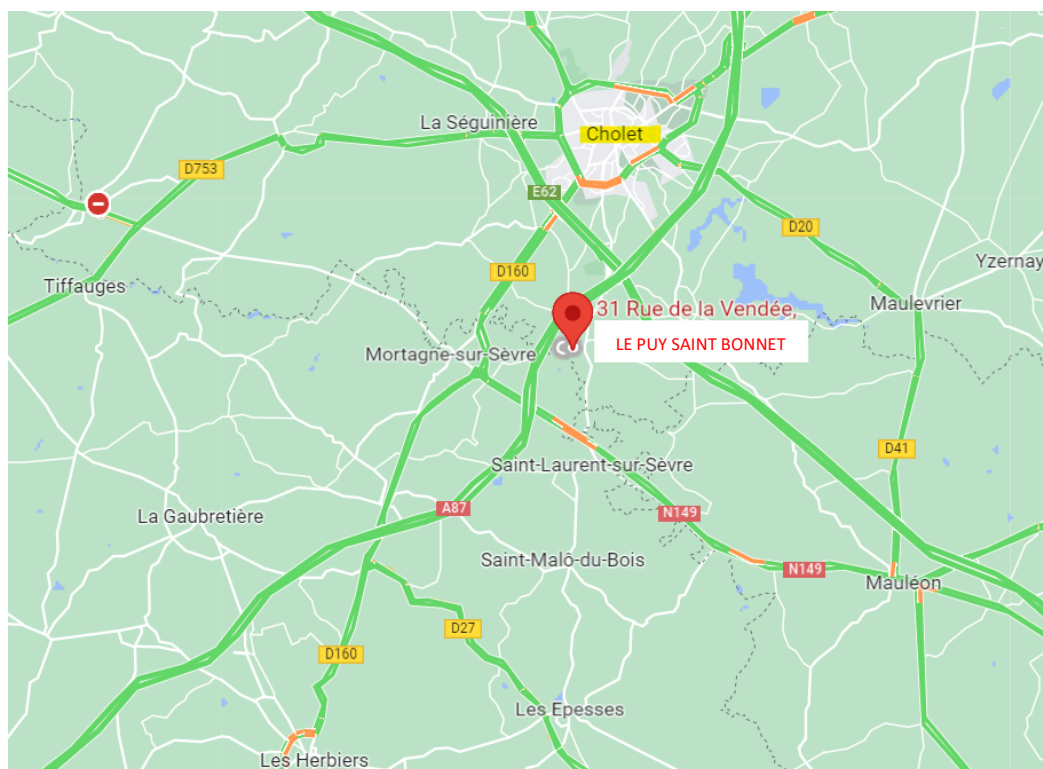 La Séguinière
Cholet
D753
E62
D20
Yzernay
D160
Tiffauges
Maulevrier
31 Rue de la Vendée,
LE PUY SAINT BONNET
Mortagne-sur-Sèvre
D41
Saint-Laurent-sur-Sèvre
A87
N149
La Gaubretière
Saint-Malô-du-Bois
N149
Mauléon
D27
D160
Les Epesses
Les Herbiers